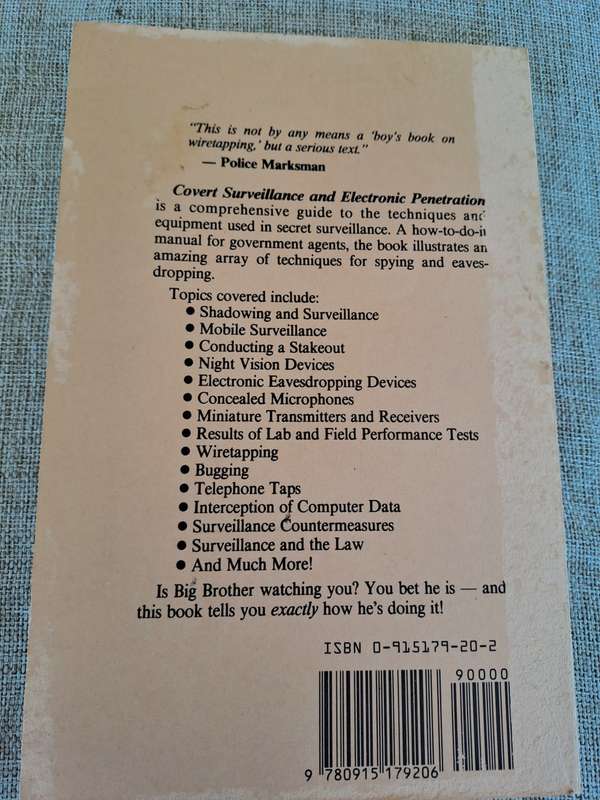 "This is not by any means a 'boy's book on
wiretapping,' but a serious text."
— Police Marksman
Covert Surveillance and Electronic Penetration
is a comprehensive guide to the techniques and
equipment used in secret surveillance. A how-to-do-it
manual for government agents, the book illustrates an
amazing array of techniques for spying and eaves-
dropping.
Topics covered include:
● Shadowing and Surveillance
● Mobile Surveillance
● Conducting a Stakeout
● Night Vision Devices
● Electronic Eavesdropping Devices
● Concealed Microphones
● Miniature Transmitters and Receivers
● Results of Lab and Field Performance Tests
● Wiretapping
● Bugging
● Telephone Taps
● Interception of Computer Data
● Surveillance Countermeasures
● Surveillance and the Law
● And Much More!
Is Big Brother watching you? You bet he is — and
this book tells you exactly how he's doing it!
ISBN 0-915179-20-2
90000
9 780915 179206